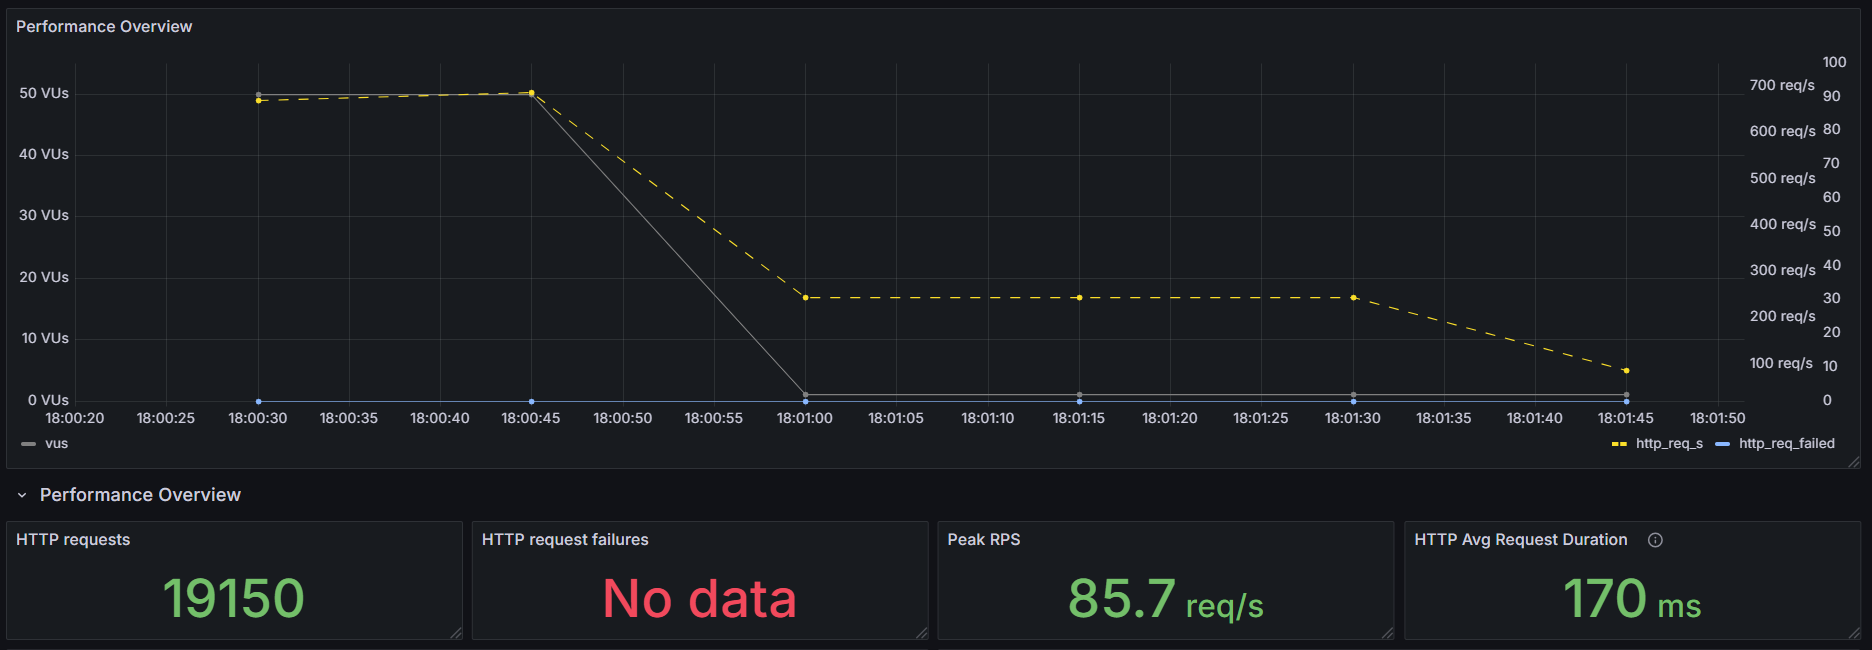 Performance Overview
100
50 VUs
700 req/s
90
40 VUs
600 req/s
80
70
30 VUs
500 req/s
60
400 req/s
50
20 VUs
300 req/s
40
30
10 VUs
200 req/s
20
100 req/s
10
0 VUs
0
18:00:20 18:00:25 18:00:30 18:00:35 18:00:40 18:00:45 18:00:50 18:00:55 18:01:00 18:01:05 18:01:10 18:01:15 18:01:20 18:01:25 18:01:30 18:01:35 18:01:40 18:01:45 18:01:50
vus
http_req_s http_req_failed
Performance Overview
HTTP requests
19150
HTTP request failures
No data
Peak RPS
85.7 req/s
HTTP Avg Request Duration
170 ms